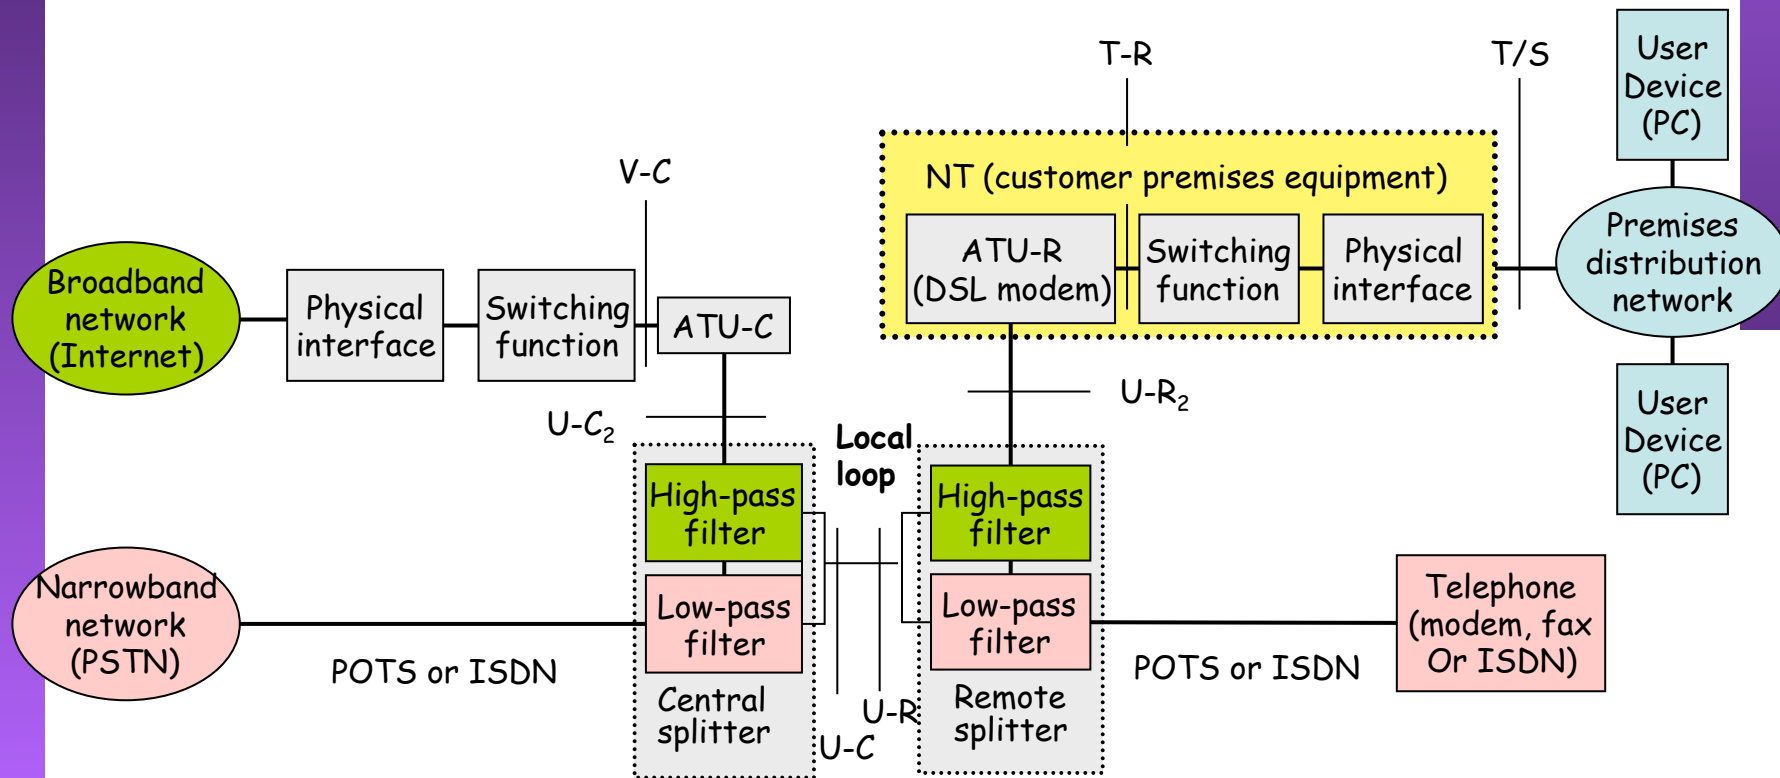 T-R
T/S
User
Device
(PC)
V-C
NT (customer premises equipment)
Broadband
network
(Internet)
Physical
interface
Switching
function
ATU-C
ATU-R
(DSL modem)
Switching
function
Physical
interface
Premises
distribution
network
U-C₂
Local
loop
U-R₂
User
Device
(PC)
High-pass
filter
High-pass
filter
Narrowband
network
(PSTN)
POTS or ISDN
Low-pass
filter
Low-pass
filter
POTS or ISDN
Telephone
(modem, fax
Or ISDN)
Central
splitter
U-R
U-C
Remote
splitter